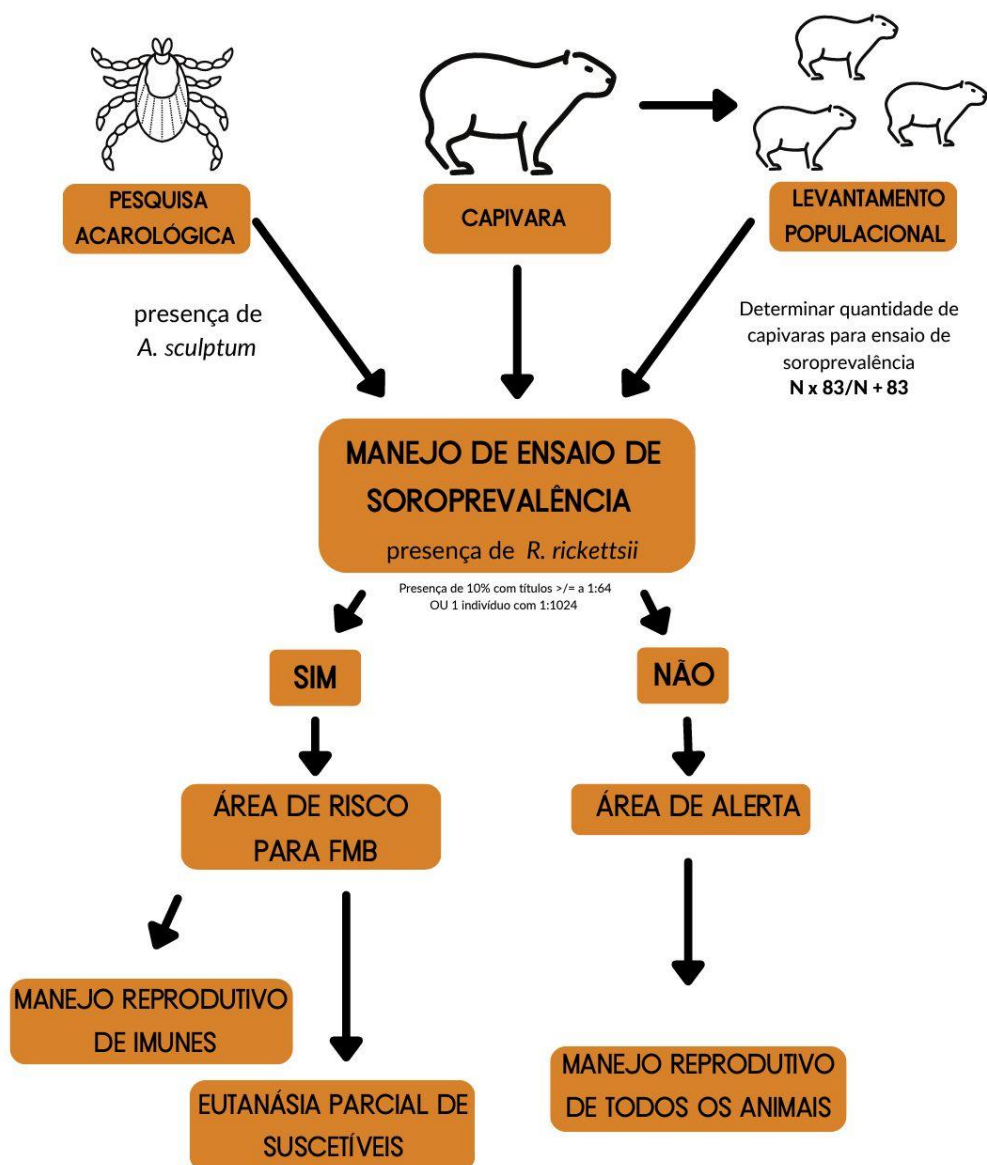 PESQUISA
ACAROLÓGICA
CAPIVARA
LEVANTAMENTO
POPULACIONAL
presença de
A. sculptum
Determinar quantidade de
capivaras para ensaio de
soroprevalência
N x 83/N + 83
MANEJO DE ENSAIO DE
SOROPREVALÊNCIA
presença de R. rickettsii
Presença de 10% com títulos >/= a 1:64
OU 1 indivíduo com 1:1024
SIM
NÃO
ÁREA DE RISCO
PARA FMB
ÁREA DE ALERTA
MANEJO REPRODUTIVO
DE IMUNES
EUTANÁSIA PARCIAL DE
SUSCETÍVEIS
MANEJO REPRODUTIVO
DE TODOS OS ANIMAIS